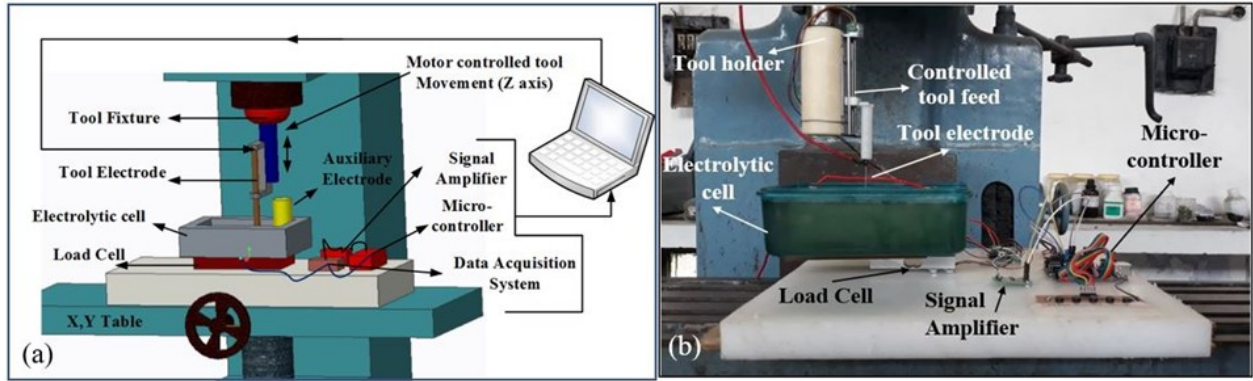 Motor controlled tool
Movement (Z axis)
Tool Fixture
Tool Electrode
Auxiliary
Electrode
Signal
Amplifier
Micro-
controller
Electrolytic cell
Load Cell
Data Acquisition
System
X,Y Table
(a)
Tool holder
Controlled
tool feed
Tool electrode
Micro-
controller
Electrolytic
cell
Load Cell
Signal
Amplifier
(b)